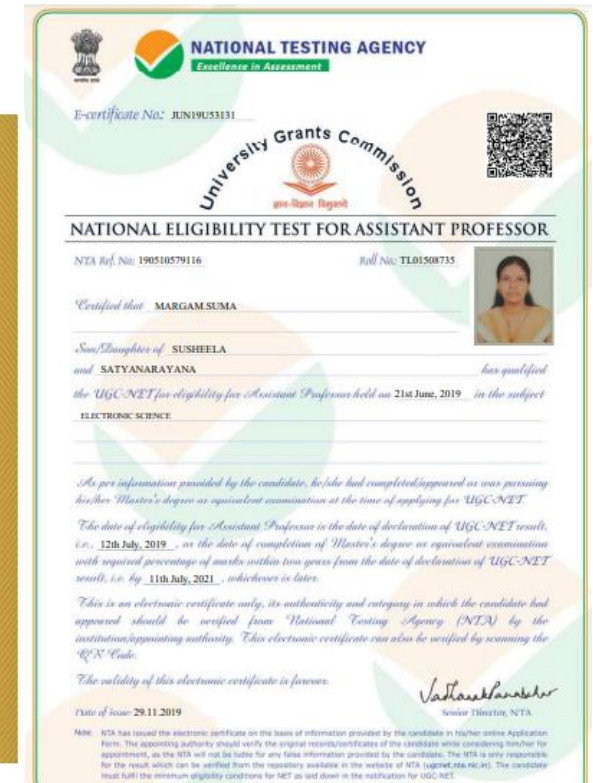 NATIONAL TESTING AGENCY
Excellence in Assessment
E-certificate No.: JUN19U53131
University Grants Commission
ज्ञान-विज्ञान विमुक्तये
NATIONAL ELIGIBILITY TEST FOR ASSISTANT PROFESSOR
NTA Ref. No: 190510579116 Roll No: TL01508735
Certified that MARGAM.SUMA
Son/Daughter of SUSHEELA
and SATYANARAYANA has qualified
the UGC-NET for eligibility for Assistant Professor held on 21st June, 2019 in the subject
ELECTRONIC SCIENCE
As per information provided by the candidate, he/she had completed/appeared or was pursuing
his/her Master's degree or equivalent examination at the time of applying for UGC-NET.
The date of eligibility for Assistant Professor is the date of declaration of UGC-NET result,
i.e., 12th July, 2019 , or the date of completion of Master's degree or equivalent examination
with required percentage of marks within two years from the date of declaration of UGC-NET
result, i.e. by 11th July, 2021 , whichever is later.
This is an electronic certificate only, its authenticity and category in which the candidate had
appeared should be verified from National Testing Agency (NTA) by the
institution/appointing authority. This electronic certificate can also be verified by scanning the
Q R Code.
The validity of this electronic certificate is forever.
Date of issue: 29.11.2019 Senior Director, NTA
Note: NTA has issued the electronic certificate on the basis of information provided by the candidate in his/her online Application
Form. The appointing authority should verify the original records/certificates of the candidate while considering him/her for
appointment, as the NTA will not be liable for any false information provided by the candidate. The NTA is only responsible
for the result which can be verified from the repository available in the website of NTA (ugcnet.nta.nic.in). The candidate
must fulfil the minimum eligibility conditions for NET as laid down in the notification for UGC-NET.